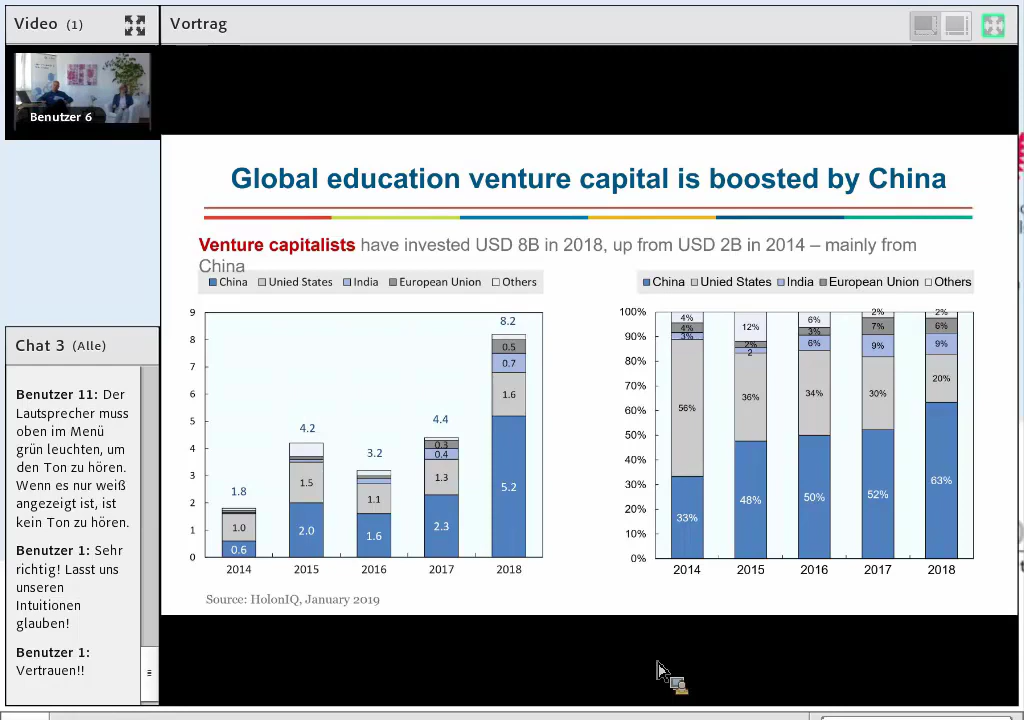 Video (1)
Vortrag
Benutzer 6
Global education venture capital is boosted by China
Venture capitalists have invested USD 8B in 2018, up from USD 2B in 2014 – mainly from
China
China Unied States India European Union Others
9
8
7
6
5
4
3
2
1
0
1.8
1.0
0.6
4.2
1.5
2.0
3.2
1.1
1.6
4.4
0.3
0.4
1.3
2.3
8.2
0.5
0.7
1.6
5.2
2014 2015 2016 2017 2018
China Unied States India European Union Others
100%
90%
80%
70%
60%
50%
40%
30%
20%
10%
0%
4%
4%
3%
56%
33%
12%
2%
2
36%
48%
6%
3%
6%
34%
50%
2%
7%
9%
30%
52%
2%
6%
9%
20%
63%
2014 2015 2016 2017 2018
Source: HolonIQ, January 2019
Chat 3 (Alle)
Benutzer 11: Der
Lautsprecher muss
oben im Menü
grün leuchten, um
den Ton zu hören.
Wenn es nur weiß
angezeigt ist, ist
kein Ton zu hören.
Benutzer 1: Sehr
richtig! Lasst uns
unseren
Intuitionen
glauben!
Benutzer 1:
Vertrauen!!